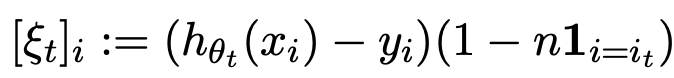 [ξ_t]_i := (h_{θ_t}(x_i) − y_i)(1 − n𝟏_{i=i_t})